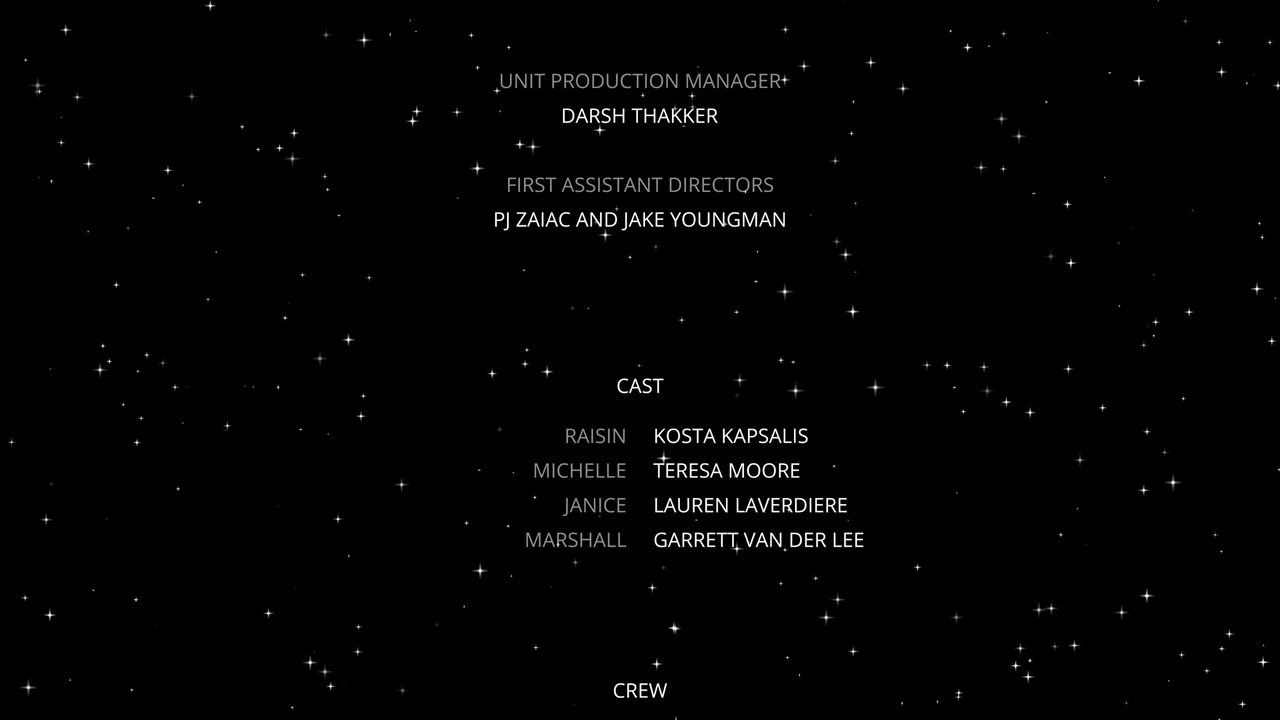 UNIT PRODUCTION MANAGER
DARSH THAKKER
FIRST ASSISTANT DIRECTORS
PJ ZAIAC AND JAKE YOUNGMAN
CAST
RAISIN KOSTA KAPSALIS
MICHELLE TERESA MOORE
JANICE LAUREN LAVERDIERE
MARSHALL GARRETT VAN DER LEE
CREW